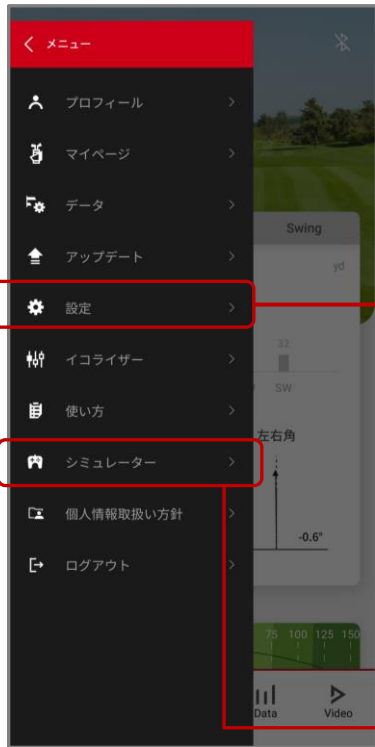 メニュー
プロフィール
マイページ
データ
アップデート
設定
イコライザー
使い方
シミュレーター
個人情報取扱い方針
ログアウト
Swing
yd
32
SW
左右角
-0.6°
75 100 125 150
Data Video